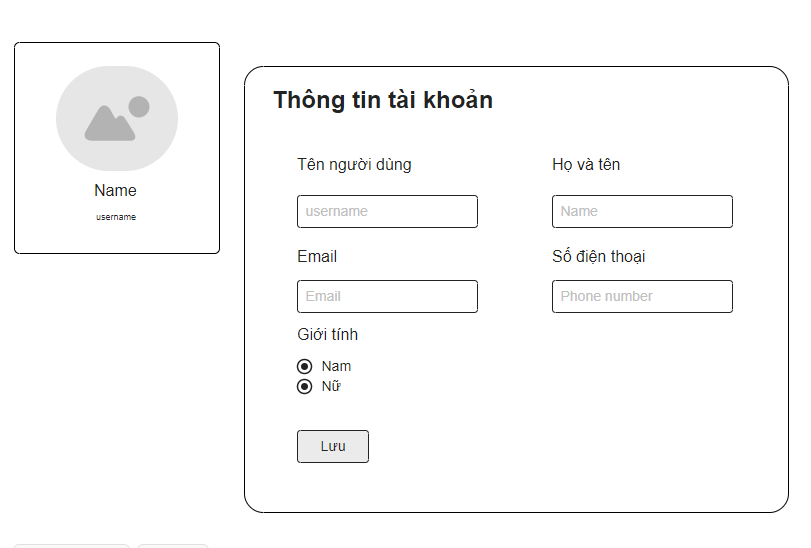 Name
username
Thông tin tài khoản
Tên người dùng
Họ và tên
username
Name
Email
Số điện thoại
Email
Phone number
Giới tính
Nam
Nữ
Lưu